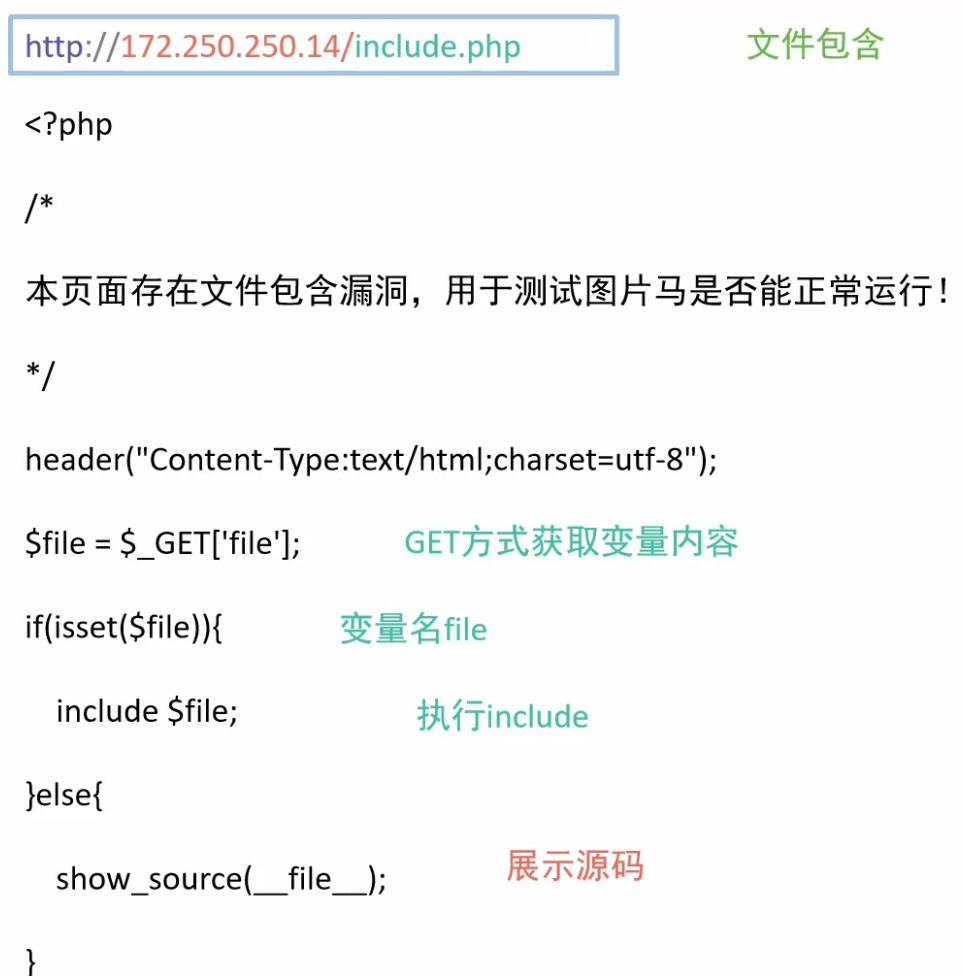 http://172.250.250.14/include.php 文件包含
<?php
/*
本页面存在文件包含漏洞，用于测试图片马是否能正常运行！
*/
header("Content-Type:text/html;charset=utf-8");
$file = $_GET['file']; GET方式获取变量内容
if(isset($file)){ 变量名file
include $file; 执行include
}else{
show_source(__file__); 展示源码
}